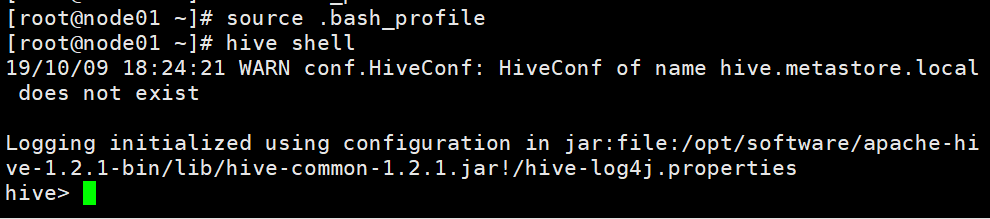 [root@node01 ~]# source .bash_profile
[root@node01 ~]# hive shell
19/10/09 18:24:21 WARN conf.HiveConf: HiveConf of name hive.metastore.local
 does not exist
Logging initialized using configuration in jar:file:/opt/software/apache-hi
ve-1.2.1-bin/lib/hive-common-1.2.1.jar!/hive-log4j.properties
hive>